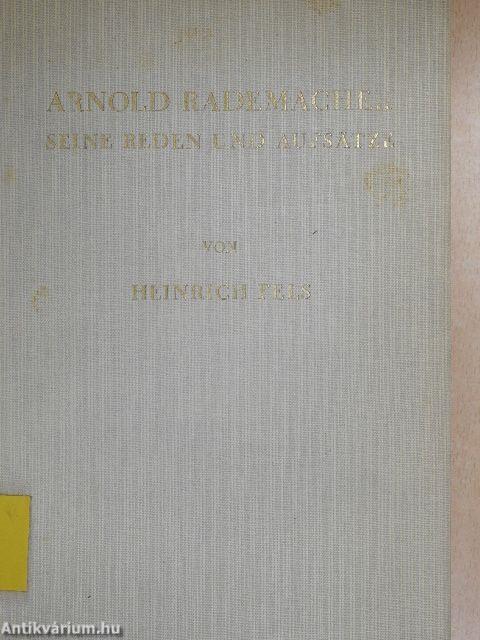 ARNOLD RADEMACHER
SEINE REDEN UND AUFSÄTZE
VON
HEINRICH FELS
Antikvárium.hu